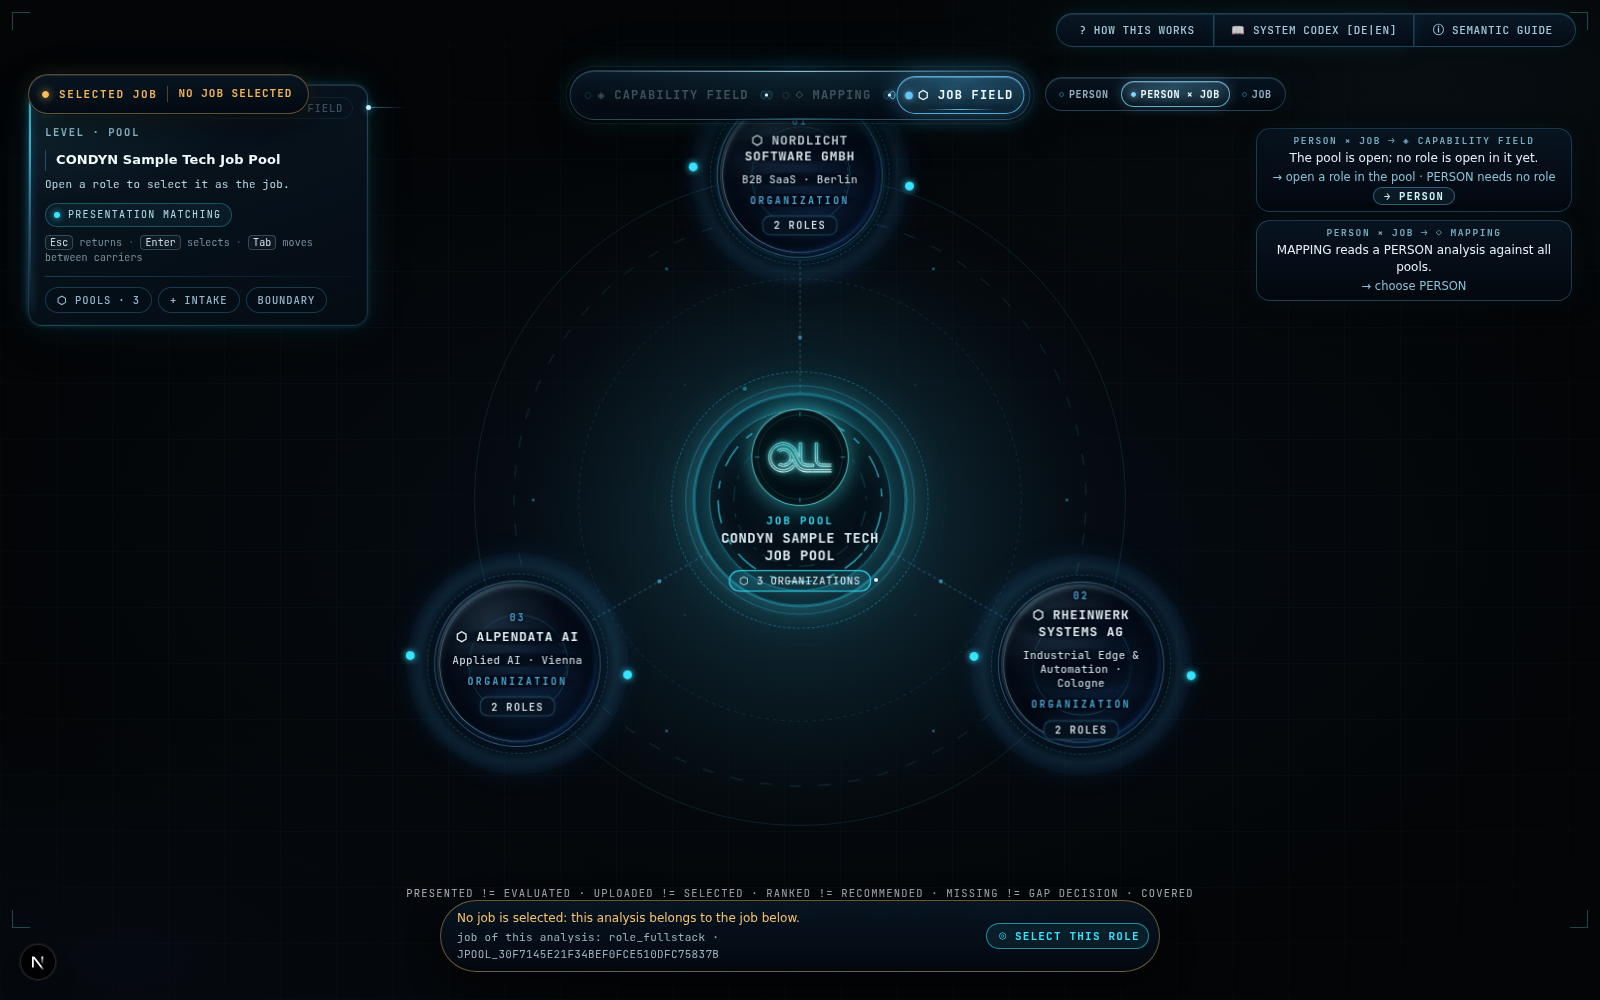 ? HOW THIS WORKS
SYSTEM CODEX [DE|EN]
SEMANTIC GUIDE
SELECTED JOB
NO JOB SELECTED
FIELD
CAPABILITY FIELD
MAPPING
JOB FIELD
PERSON
PERSON × JOB
JOB
LEVEL · POOL
CONDYN Sample Tech Job Pool
Open a role to select it as the job.
PRESENTATION MATCHING
Esc returns · Enter selects · Tab moves
between carriers
POOLS · 3
+ INTAKE
BOUNDARY
PERSON × JOB → ◈ CAPABILITY FIELD
The pool is open; no role is open in it yet.
→ open a role in the pool · PERSON needs no role
→ PERSON
PERSON × JOB → ◇ MAPPING
MAPPING reads a PERSON analysis against all
pools.
→ choose PERSON
01
NORDLICHT
SOFTWARE GMBH
B2B SaaS · Berlin
ORGANIZATION
2 ROLES
JOB POOL
CONDYN SAMPLE TECH
JOB POOL
3 ORGANIZATIONS
03
ALPENDATA AI
Applied AI · Vienna
ORGANIZATION
2 ROLES
02
RHEINWERK
SYSTEMS AG
Industrial Edge &
Automation ·
Cologne
ORGANIZATION
2 ROLES
PRESENTED != EVALUATED · UPLOADED != SELECTED · RANKED != RECOMMENDED · MISSING != GAP DECISION · COVERED
No job is selected: this analysis belongs to the job below.
job of this analysis: role_fullstack ·
JPOOL_30F7145E21F34BEF0FCE510DFC75837B
◎ SELECT THIS ROLE
N